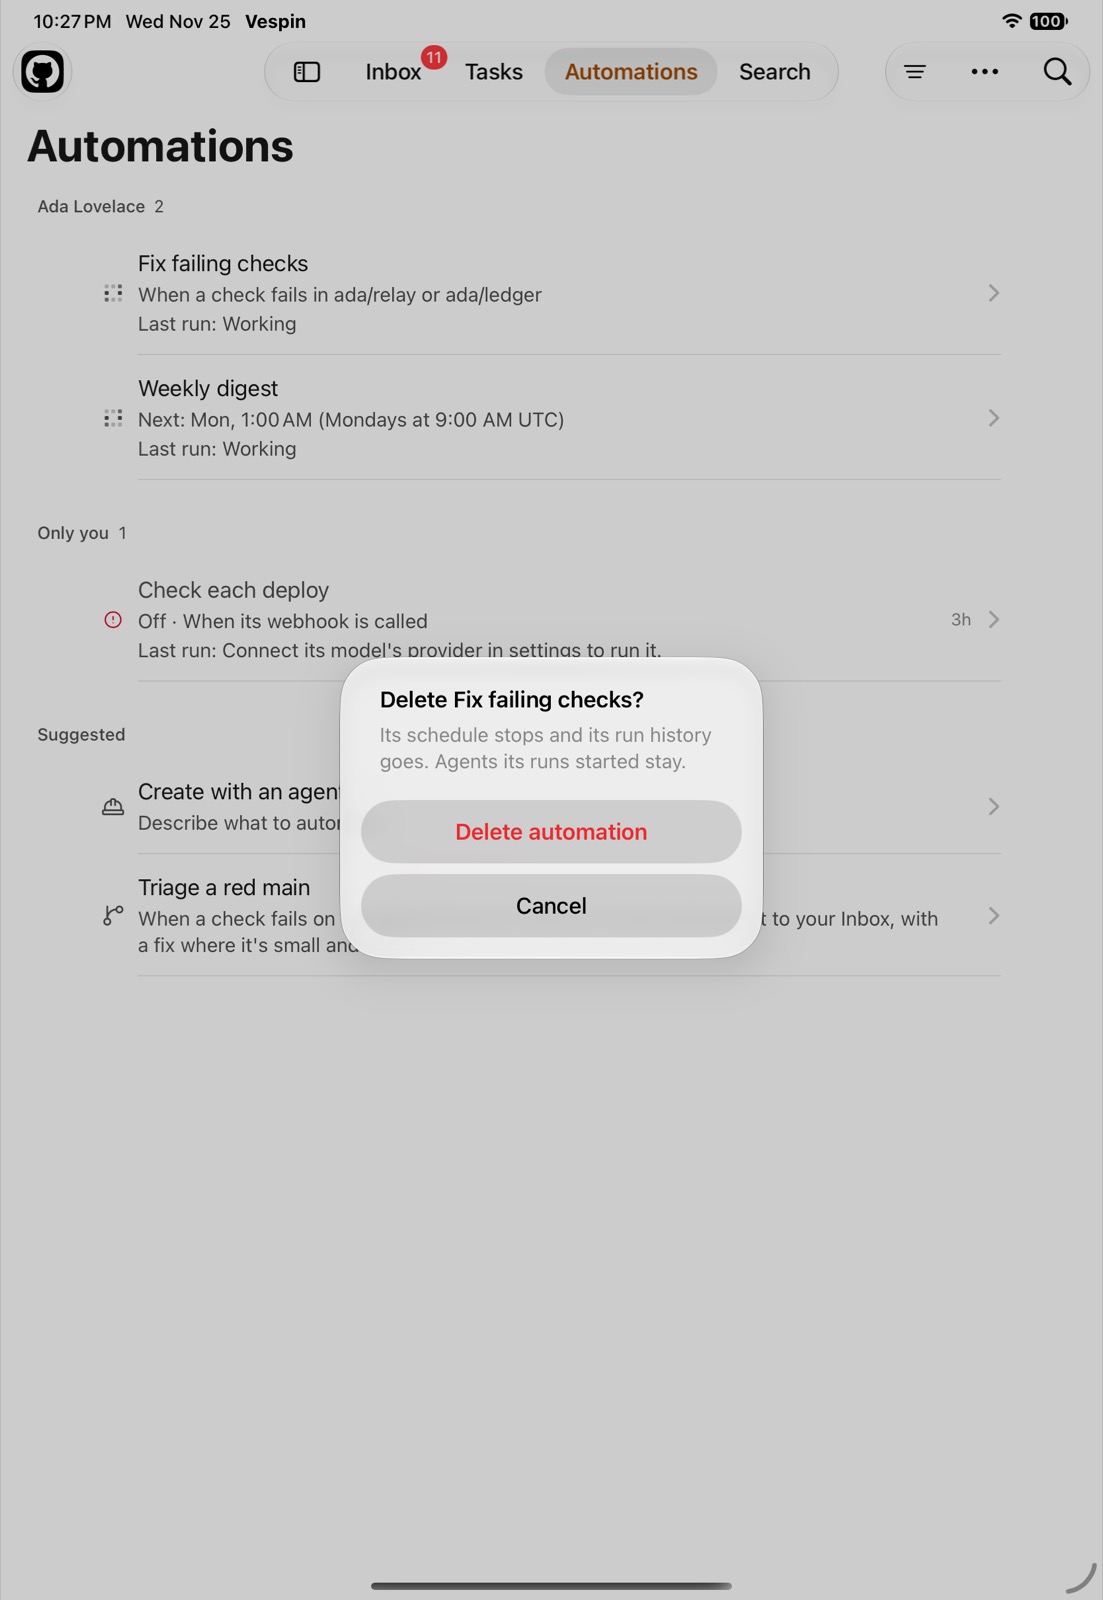 10:27 PM Wed Nov 25 Vespin
100
Inbox 11 Tasks Automations Search
Automations
Ada Lovelace 2
Fix failing checks
When a check fails in ada/relay or ada/ledger
Last run: Working
Weekly digest
Next: Mon, 1:00 AM (Mondays at 9:00 AM UTC)
Last run: Working
Only you 1
Check each deploy
Off · When its webhook is called
3h
Last run: Connect its model's provider in settings to run it.
Delete Fix failing checks?
Its schedule stops and its run history
goes. Agents its runs started stay.
Delete automation
Cancel
Suggested
Create with an agent
Describe what to
Triage a red main
When a check fails on
to your Inbox, with
a fix where it's small and